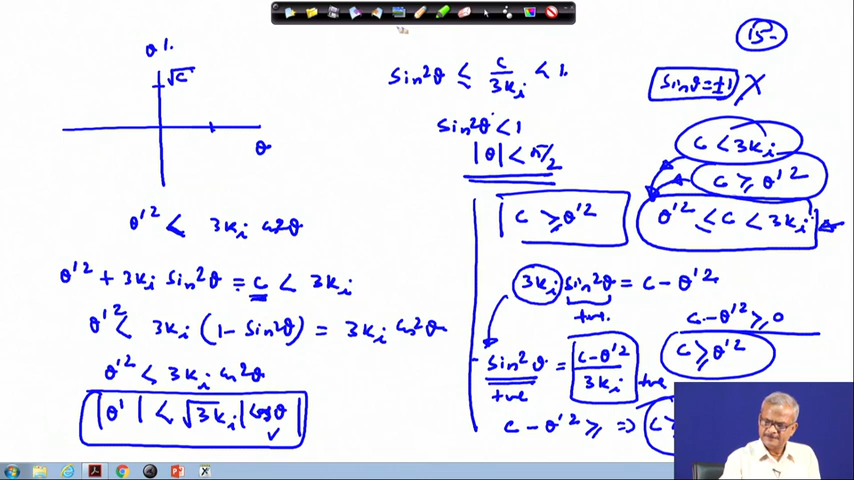 15-
θ'.
√c
θ
θ'² < 3kᵢ cos²θ
θ'² + 3kᵢ sin²θ = c < 3kᵢ
θ'² < 3kᵢ (1 - sin²θ) = 3kᵢ cos²θ
θ'² < 3kᵢ cos²θ
|θ'| < √3kᵢ |cosθ|
sin²θ ≤ c/3kᵢ < 1.
sin²θ < 1
|θ| < π/2
c ≥ θ'²
3kᵢ sin²θ = c - θ'²
+ve.
sin²θ = c-θ'²/3kᵢ +ve
+ve
c - θ'² ≥ ⇒
sinθ = ±1 X
c < 3kᵢ
c ≥ θ'²
θ'² ≤ c < 3kᵢ
c - θ'² ≥ 0
c ≥ θ'²